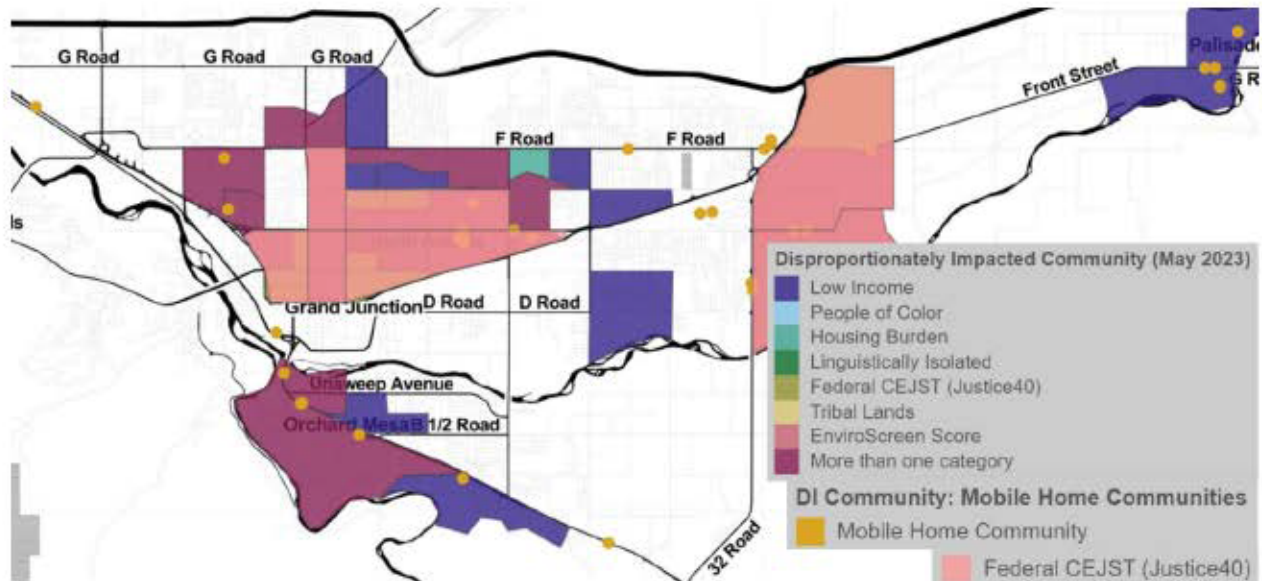 G Road
G Road
G Road
Palisade
G R
Front Street
F Road
F Road
ls
Disproportionately Impacted Community (May 2023)
Low Income
People of Color
Housing Burden
Linguistically Isolated
Federal CEJST (Justice40)
Tribal Lands
EnviroScreen Score
More than one category
Grand Junction
D Road
D Road
Unaweep Avenue
Orchard Mesa
B 1/2 Road
32 Road
DI Community: Mobile Home Communities
Mobile Home Community
Federal CEJST (Justice40)